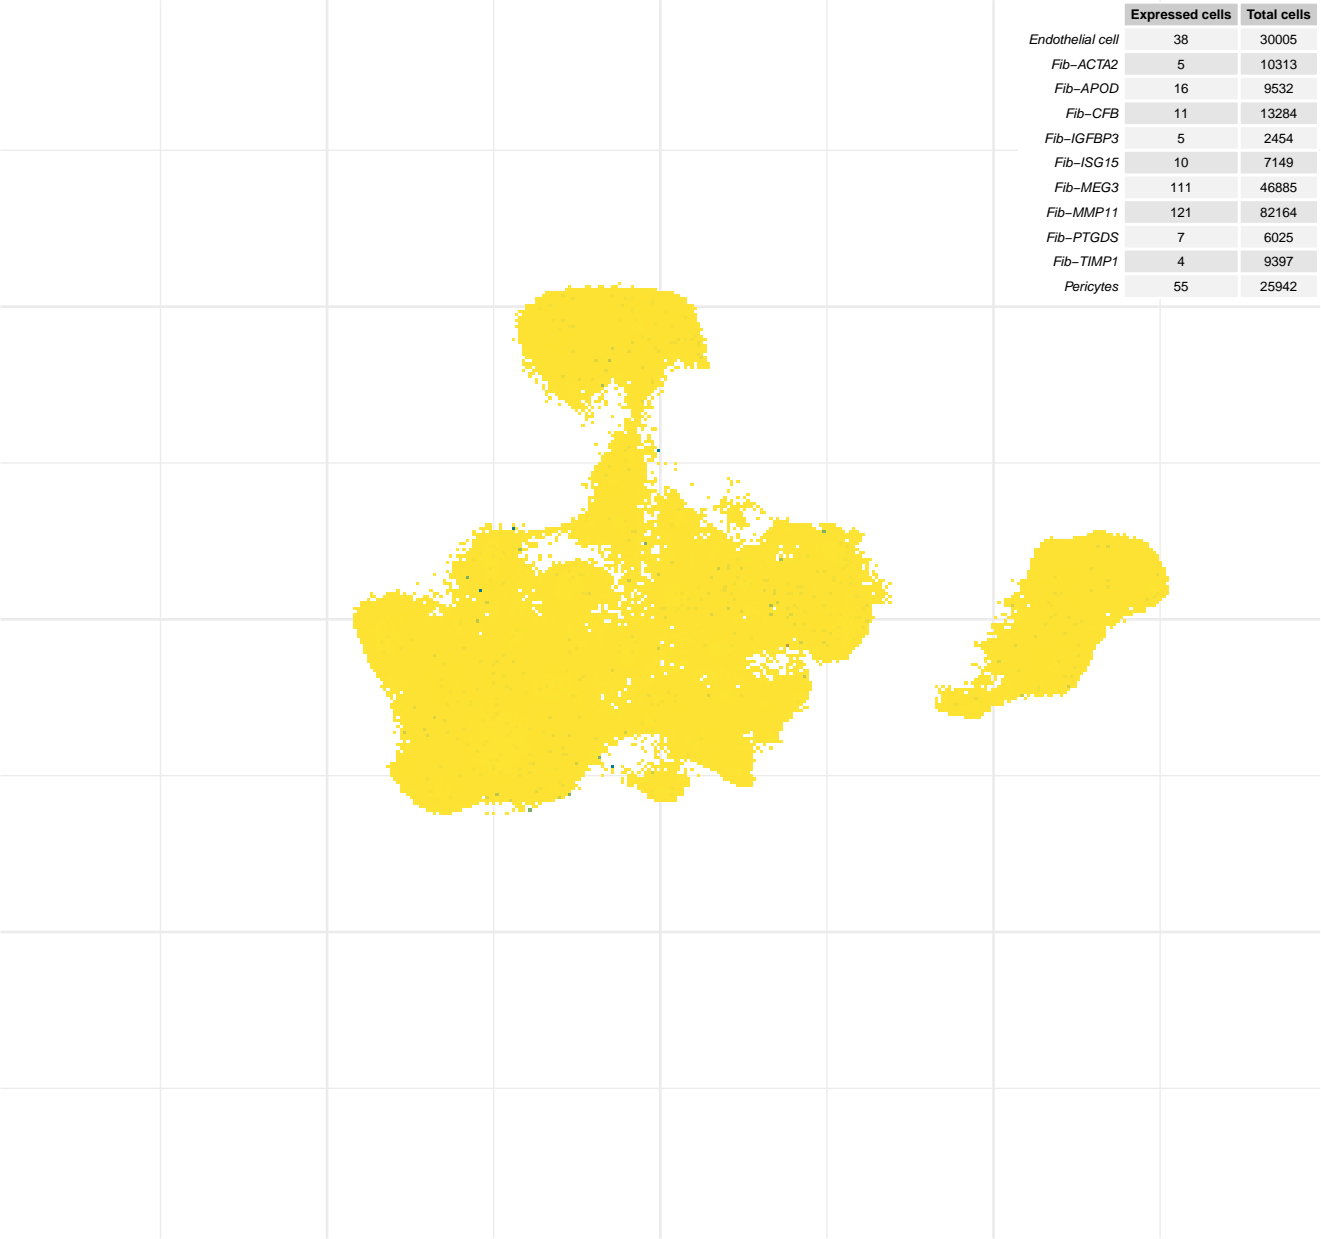 Expressed cells Total cells
Endothelial cell 38 30005
Fib−ACTA2 5 10313
Fib−APOD 16 9532
Fib−CFB 11 13284
Fib−IGFBP3 5 2454
Fib−ISG15 10 7149
Fib−MEG3 111 46885
Fib−MMP11 121 82164
Fib−PTGDS 7 6025
Fib−TIMP1 4 9397
Pericytes 55 25942